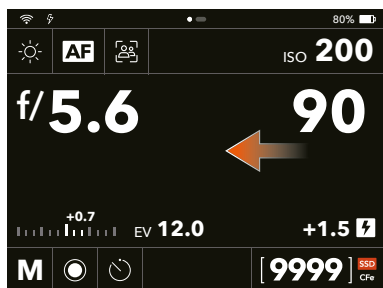 80%
AF ISO 200
f/5.6 90
+0.7
EV 12.0 +1.5
M [9999] SSD
CFe